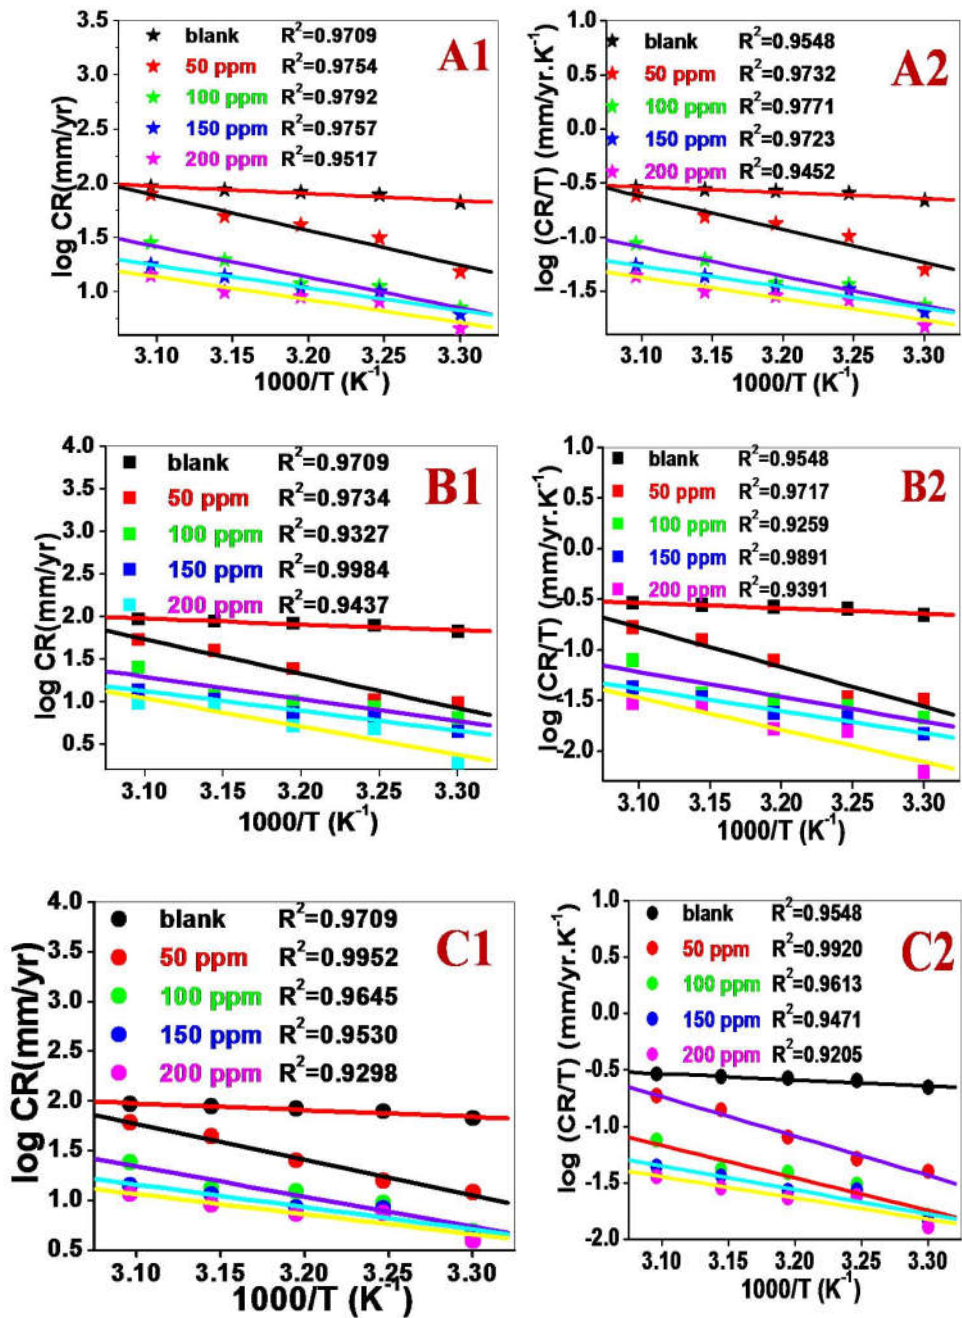 A1
log CR(mm/yr)
3.5
3.0
2.5
2.0
1.5
1.0
blank R²=0.9709
50 ppm R²=0.9754
100 ppm R²=0.9792
150 ppm R²=0.9757
200 ppm R²=0.9517
3.10 3.15 3.20 3.25 3.30
1000/T (K⁻¹)
A2
log (CR/T) (mm/yr.K⁻¹)
1.0
0.5
0.0
-0.5
-1.0
-1.5
blank R²=0.9548
50 ppm R²=0.9732
100 ppm R²=0.9771
150 ppm R²=0.9723
200 ppm R²=0.9452
3.10 3.15 3.20 3.25 3.30
1000/T (K⁻¹)
B1
log CR(mm/yr)
4.0
3.5
3.0
2.5
2.0
1.5
1.0
0.5
blank R²=0.9709
50 ppm R²=0.9734
100 ppm R²=0.9327
150 ppm R²=0.9984
200 ppm R²=0.9437
3.10 3.15 3.20 3.25 3.30
1000/T (K⁻¹)
B2
log (CR/T) (mm/yr.K⁻¹)
1.0
0.5
0.0
-0.5
-1.0
-1.5
-2.0
blank R²=0.9548
50 ppm R²=0.9717
100 ppm R²=0.9259
150 ppm R²=0.9891
200 ppm R²=0.9391
3.10 3.15 3.20 3.25 3.30
1000/T (K⁻¹)
C1
log CR(mm/yr)
4.0
3.5
3.0
2.5
2.0
1.5
1.0
0.5
blank R²=0.9709
50 ppm R²=0.9952
100 ppm R²=0.9645
150 ppm R²=0.9530
200 ppm R²=0.9298
3.10 3.15 3.20 3.25 3.30
1000/T (K⁻¹)
C2
log (CR/T) (mm/yr.K⁻¹)
1.0
0.5
0.0
-0.5
-1.0
-1.5
-2.0
blank R²=0.9548
50 ppm R²=0.9920
100 ppm R²=0.9613
150 ppm R²=0.9471
200 ppm R²=0.9205
3.10 3.15 3.20 3.25 3.30
1000/T (K⁻¹)